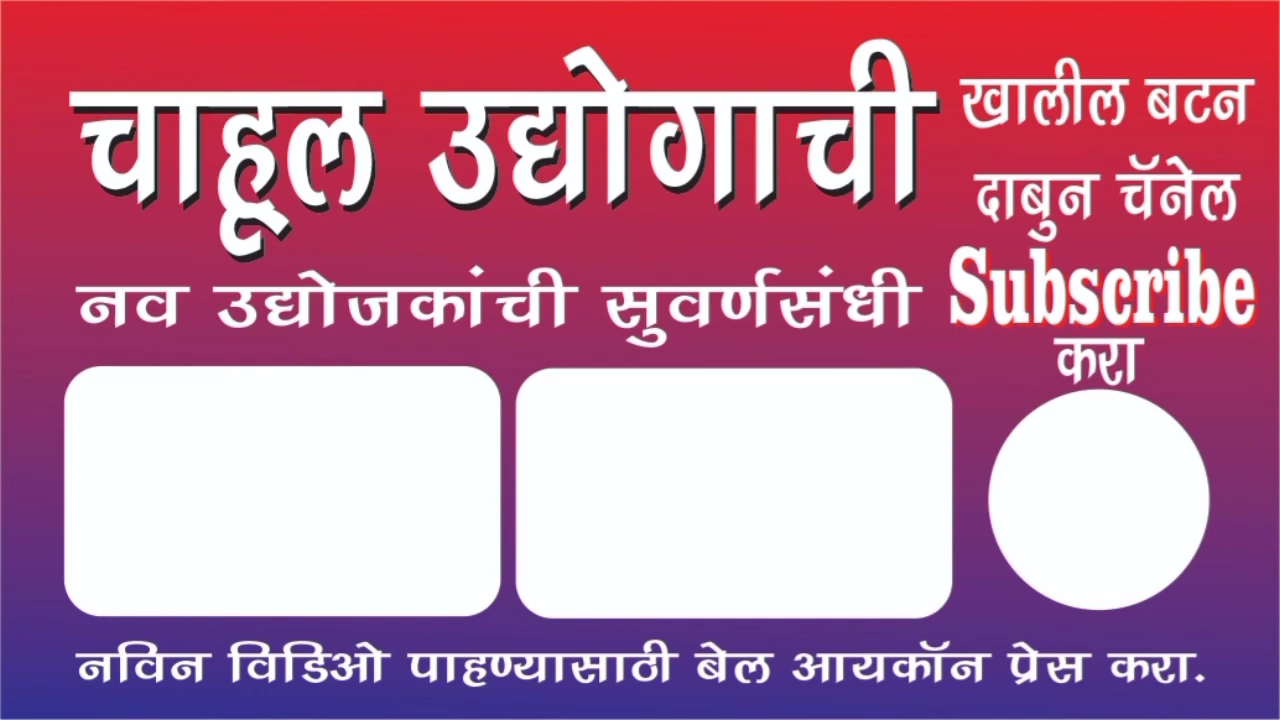 चाहूल उद्योगाची
नव उद्योजकांची सुवर्णसंधी
खालील बटन
दाबुन चॅनेल
Subscribe
करा
नविन विडिओ पाहण्यासाठी बेल आयकॉन प्रेस करा.